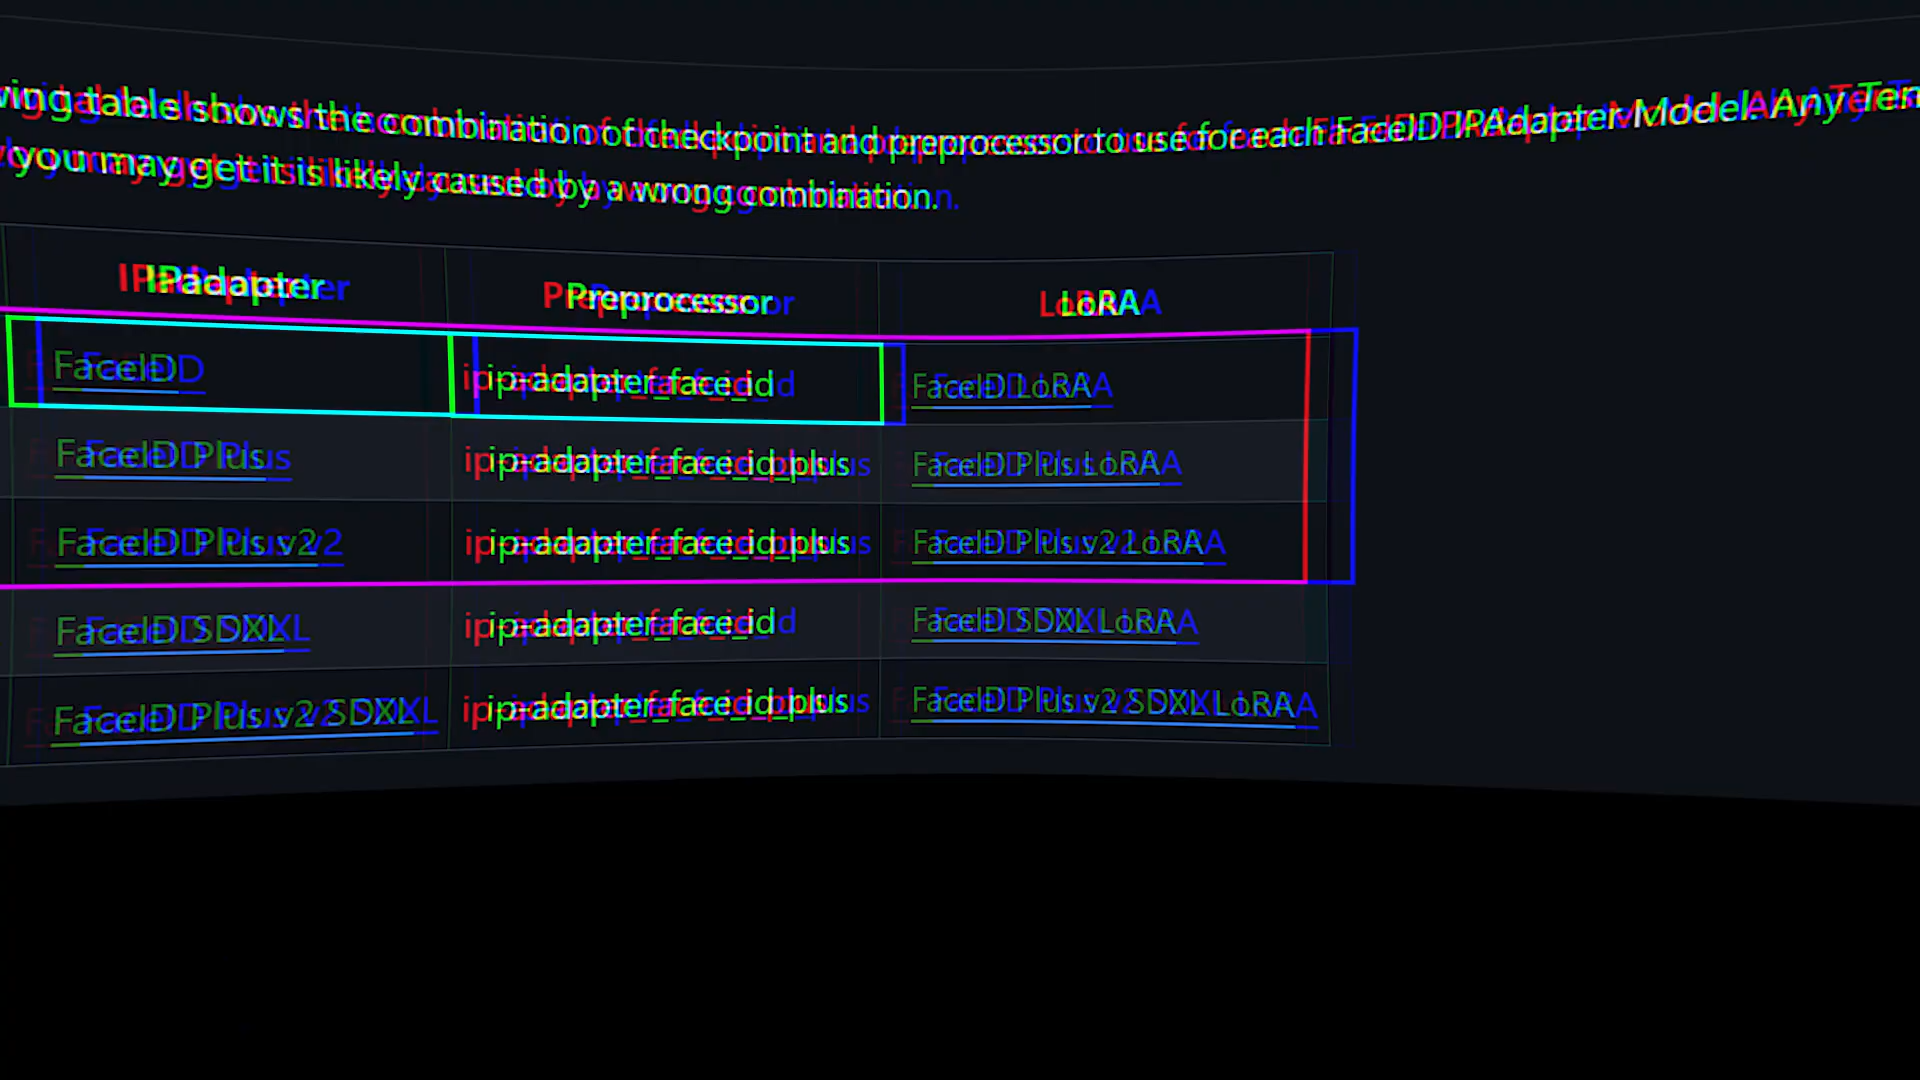 table shows the combination of checkpoint and preprocessor to use for each FaceID IPAdapter Model. Any
you may get it is likely caused by a wrong combination.
IP-adapter Preprocessor LoRA
FaceID ip-adapter_face_id FaceID LoRA
FaceID Plus ip-adapter_face_id_plus FaceID Plus LoRA
FaceID Plus v2 ip-adapter_face_id_plus FaceID Plus v2 LoRA
FaceID SDXL ip-adapter_face_id FaceID SDXL LoRA
FaceID Plus v2 SDXL ip-adapter_face_id_plus FaceID Plus v2 SDXL LoRA